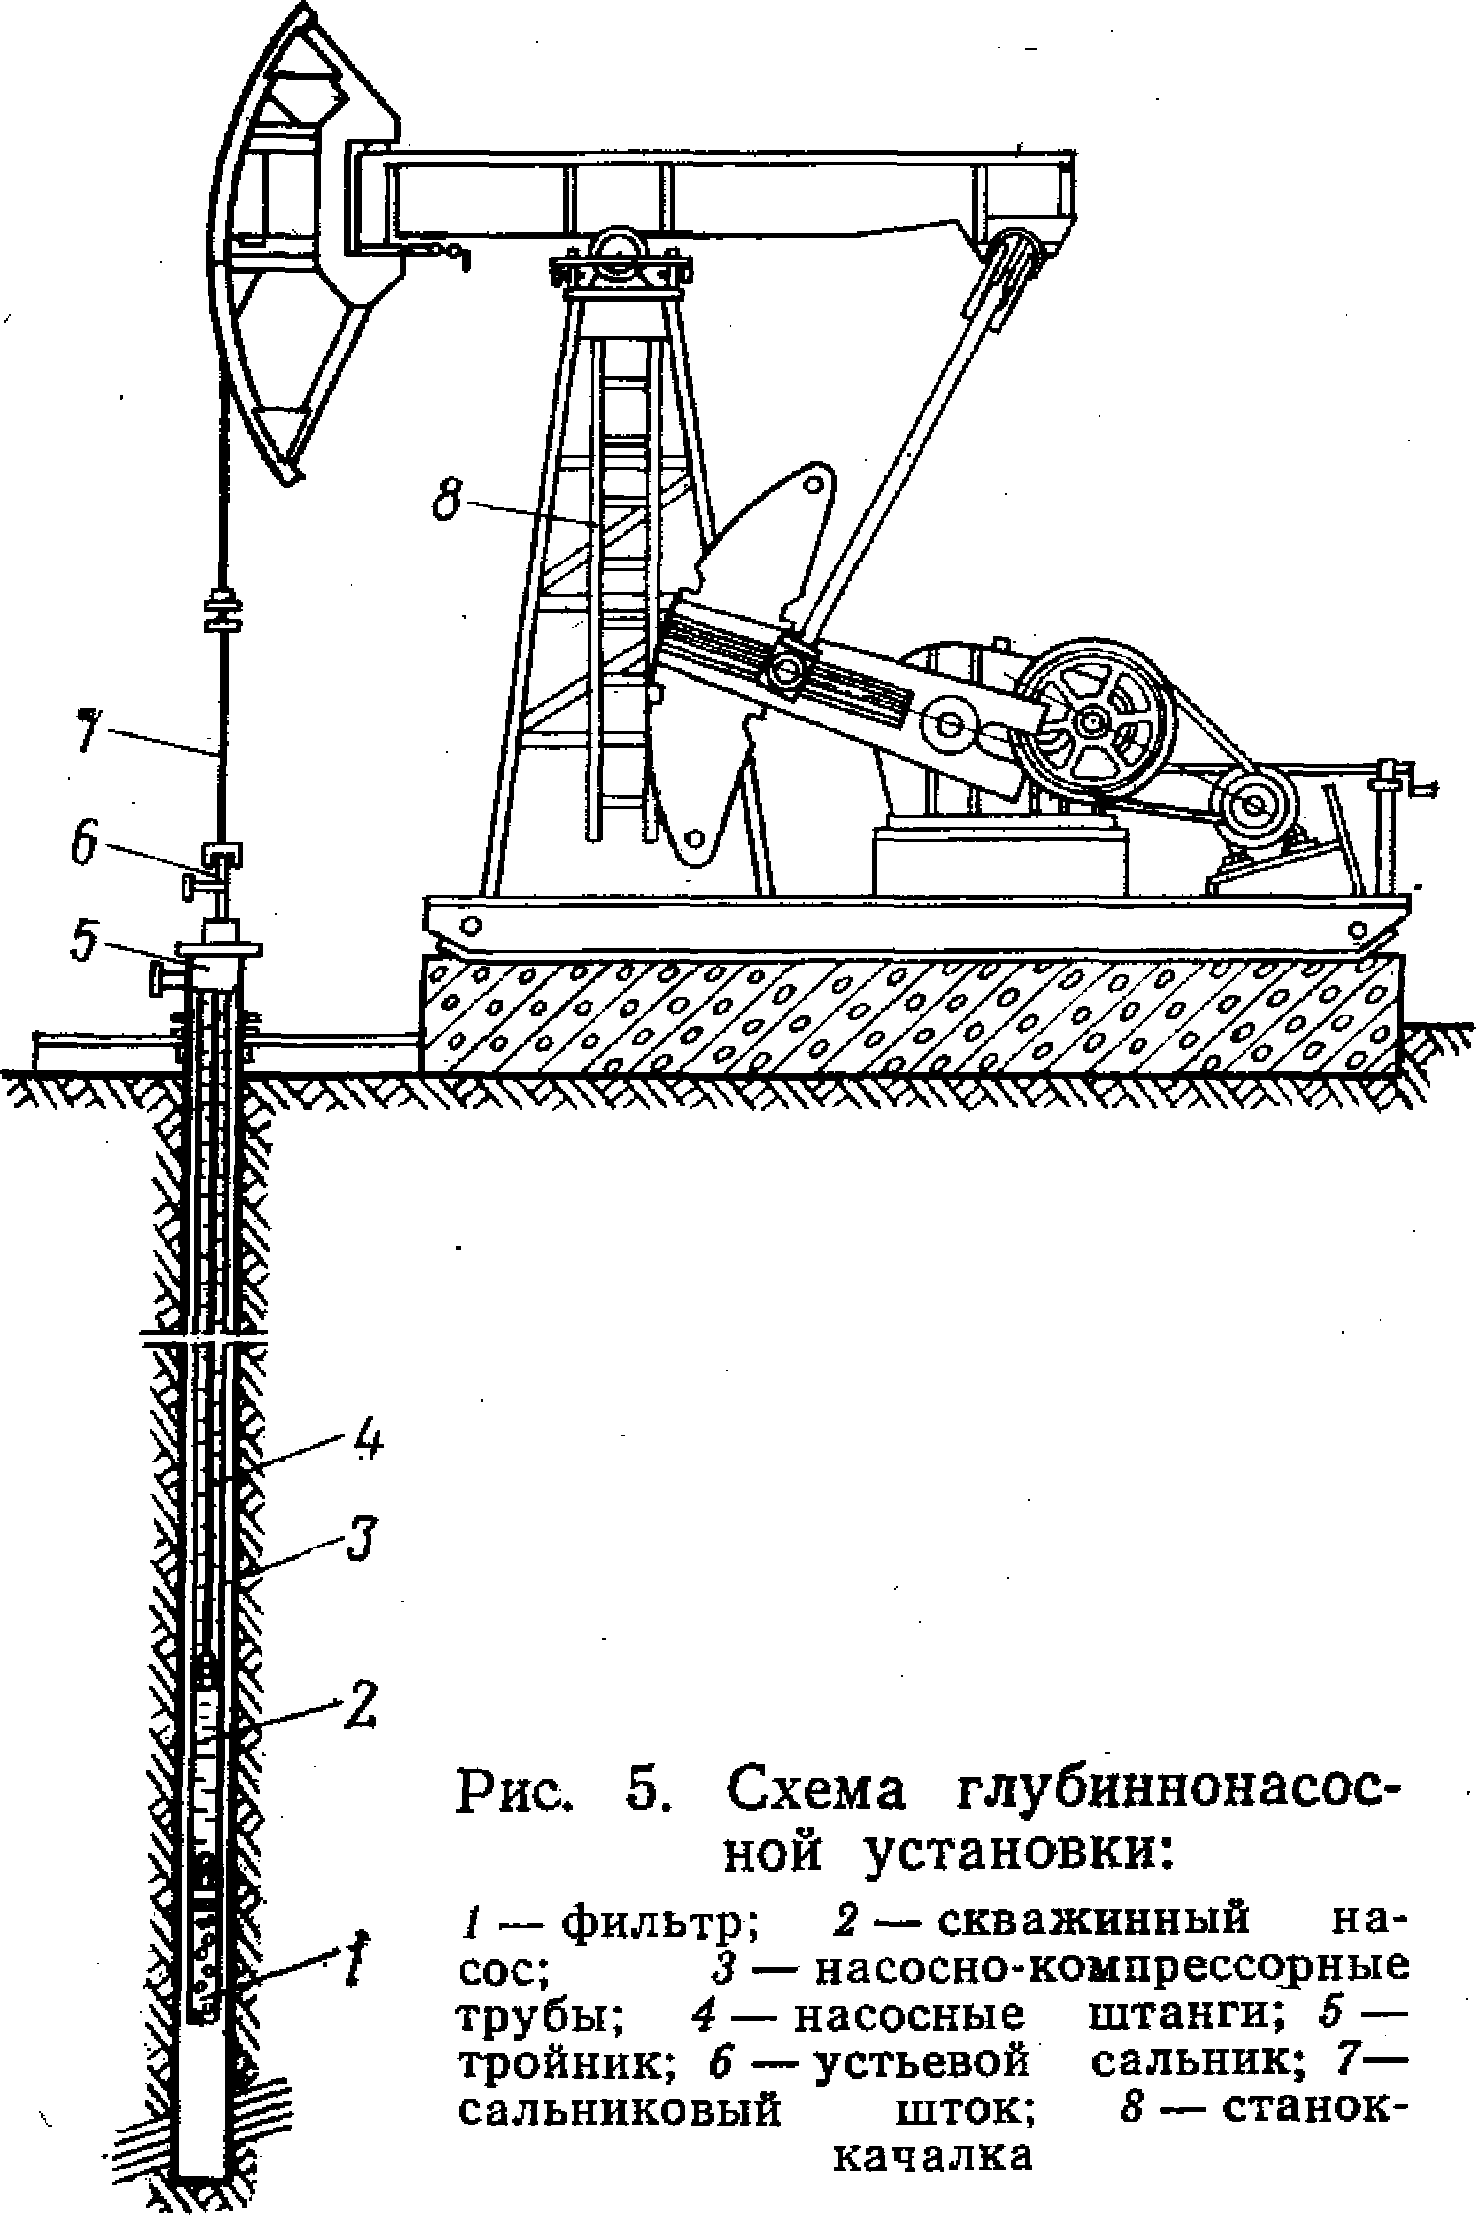 8
7
6
5
4
3
2
1
Рис. 5. Схема глубиннонасос-
ной установки:
1 — фильтр; 2 — скважинный на-
сос; 3 — насосно-компрессорные
трубы; 4 — насосные штанги; 5 —
тройник; 6 — устьевой сальник; 7—
сальниковый шток; 8 — станок-
качалка